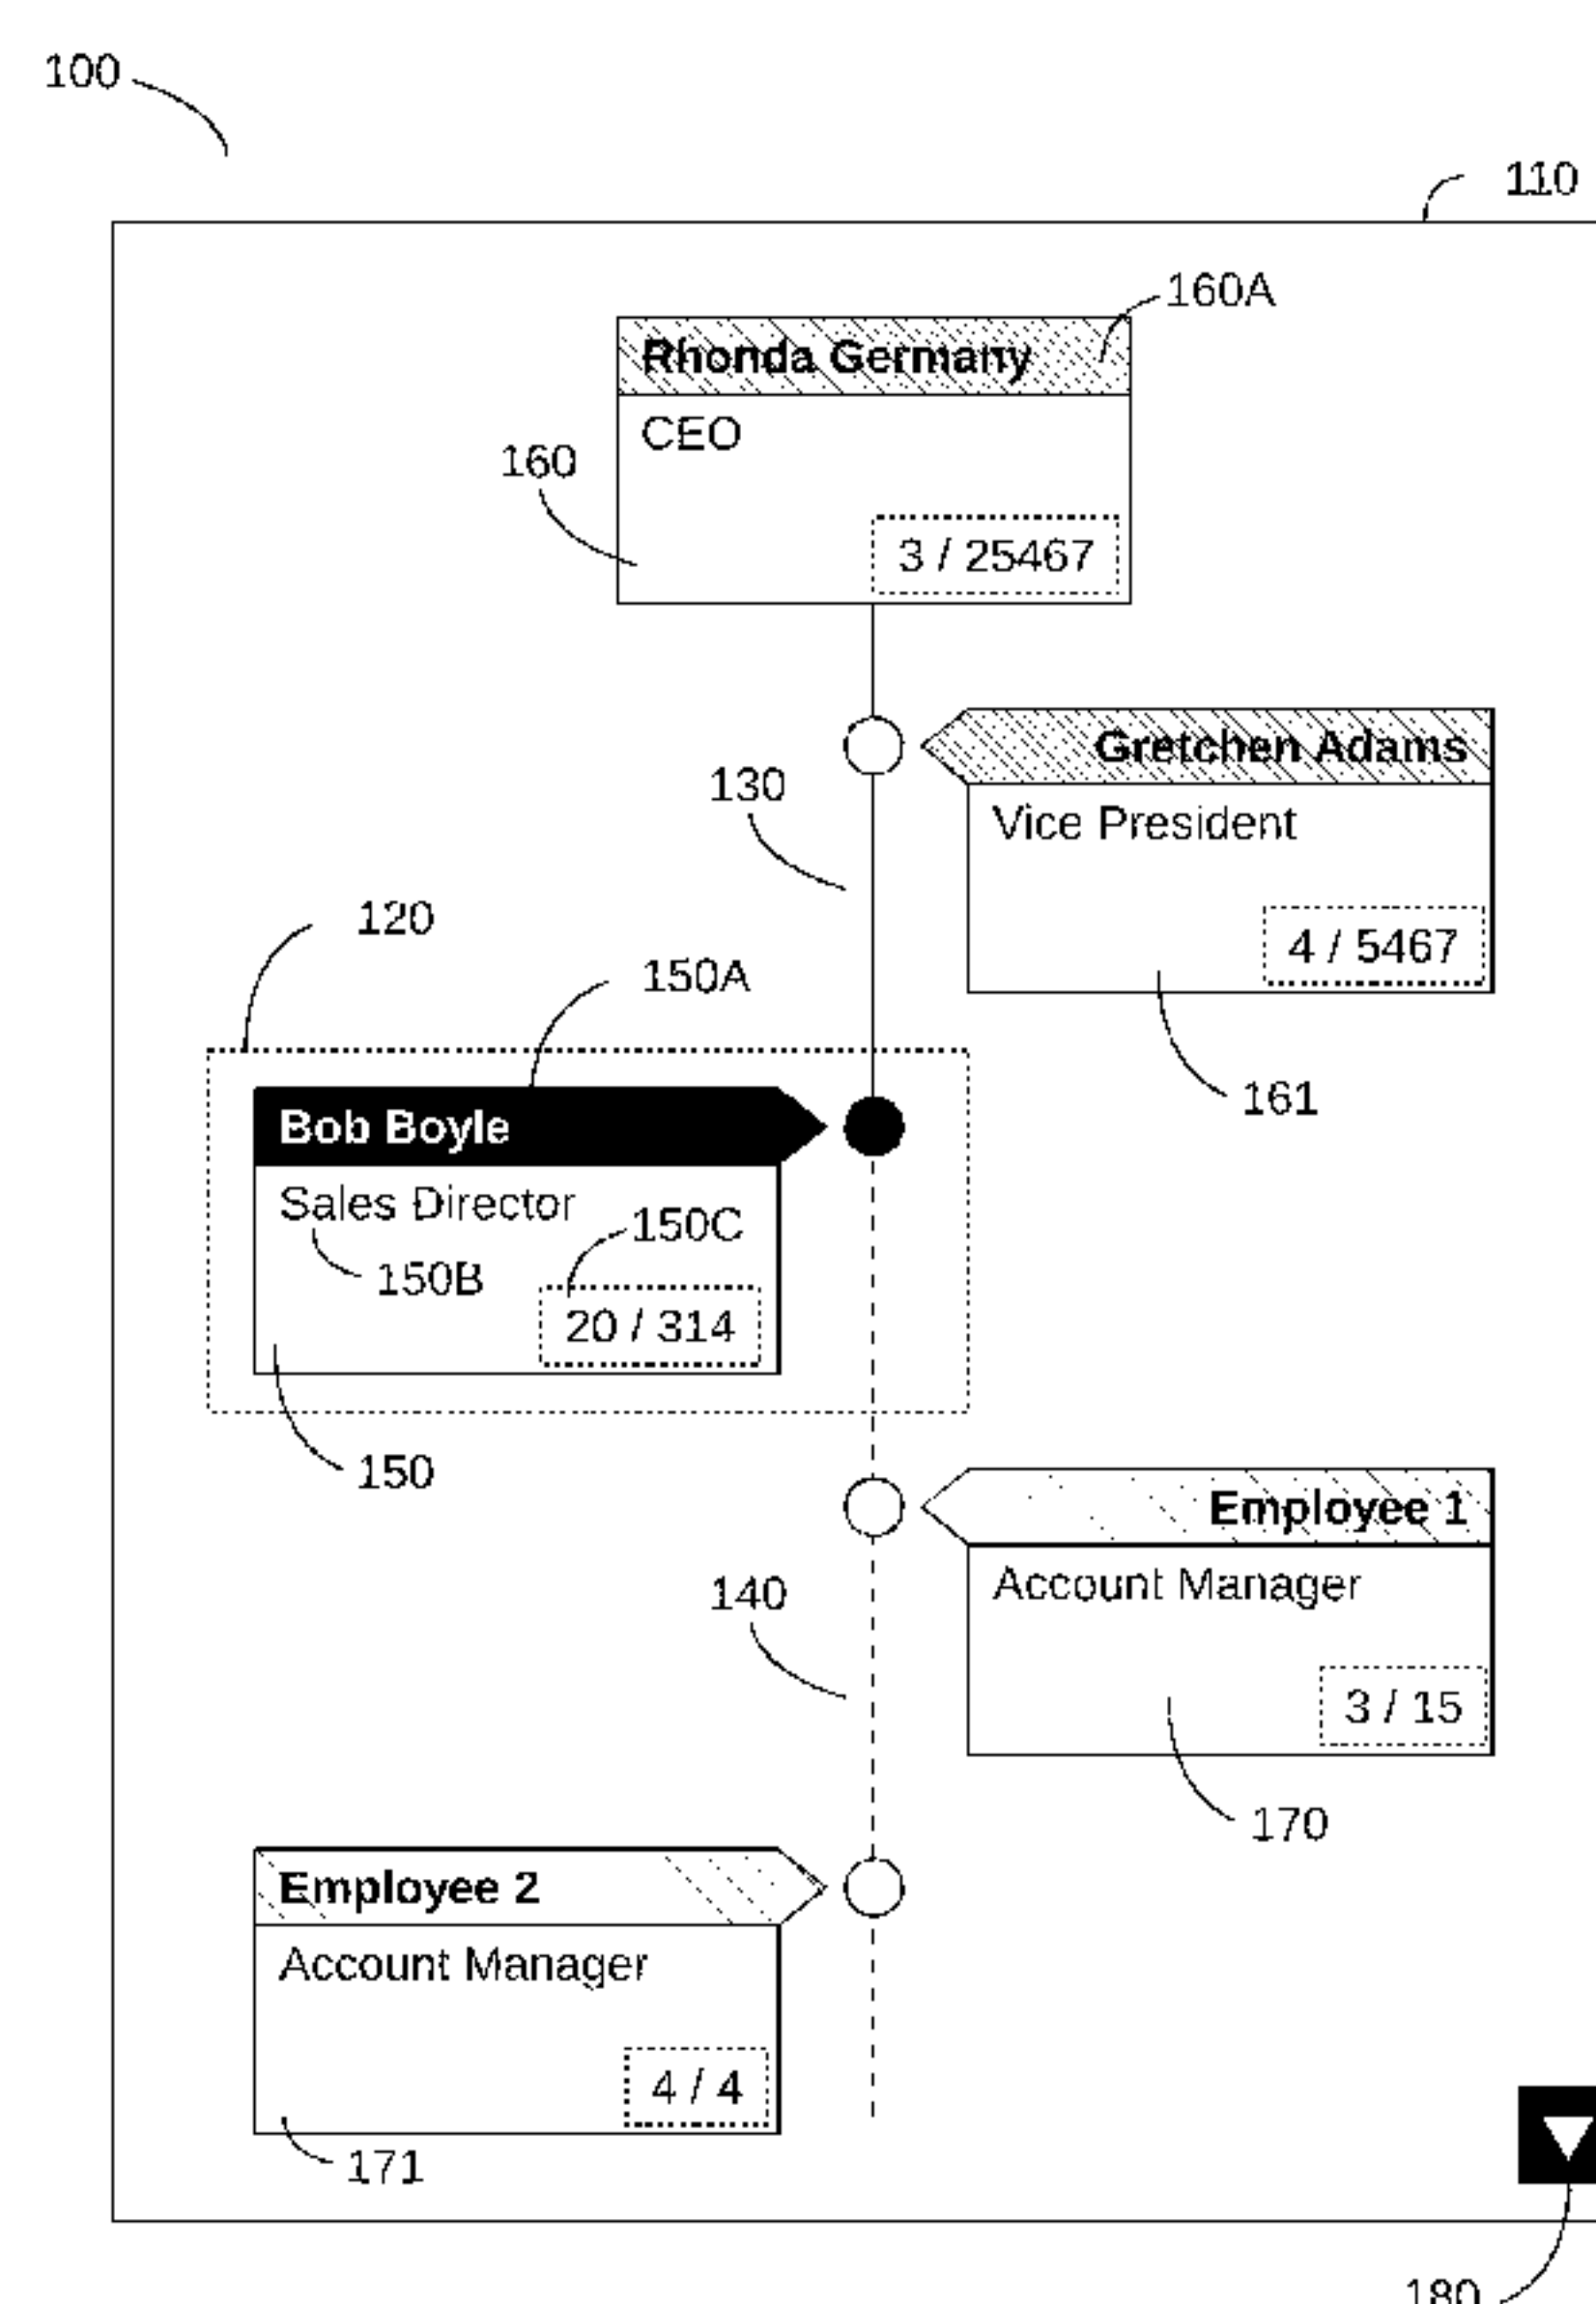 100
110
160A
Rhonda Germany
CEO
160
3 / 25467
Gretchen Adams
130
Vice President
120
4 / 5467
150A
161
Bob Boyle
Sales Director
150C
150B
20 / 314
150
Employee 1
Account Manager
140
3 / 15
170
Employee 2
Account Manager
4 / 4
171
180